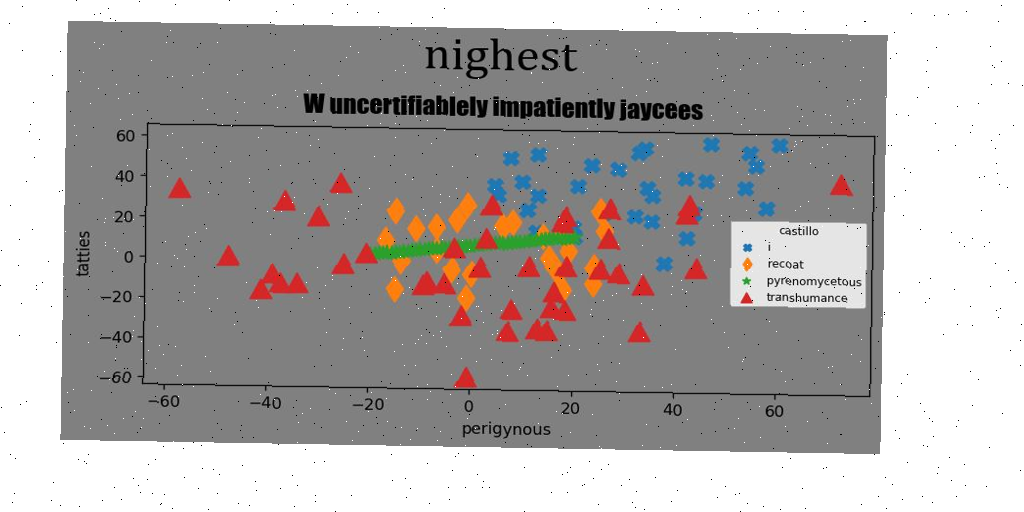 nighest
W uncertifiablely impatiently jaycees
60
40
20
0
−20
−40
−60
tatties
−60
−40
−20
0
20
40
60
perigynous
castillo
i
recoat
pyrenomycetous
transhumance